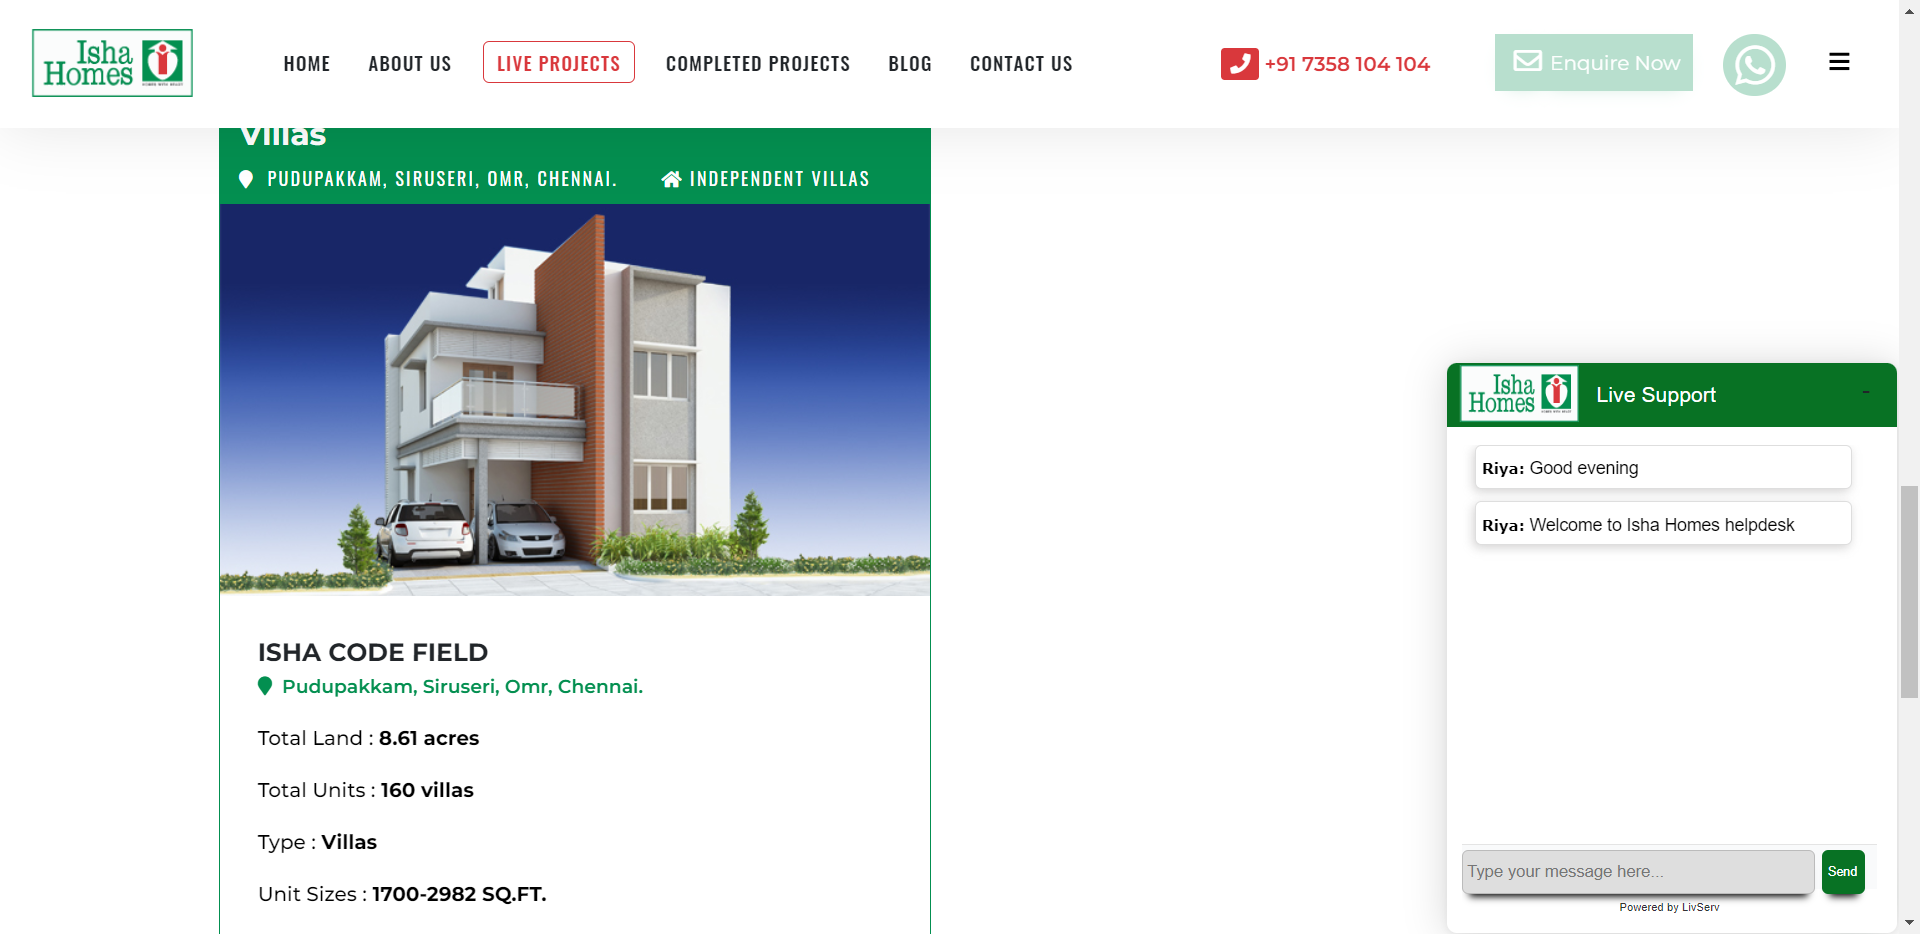 Isha
Homes
HOME
ABOUT US
LIVE PROJECTS
COMPLETED PROJECTS
BLOG
CONTACT US
+91 7358 104 104
Enquire Now
Villas
PUDUPAKKAM, SIRUSERI, OMR, CHENNAI.
INDEPENDENT VILLAS
ISHA CODE FIELD
Pudupakkam, Siruseri, Omr, Chennai.
Total Land : 8.61 acres
Total Units : 160 villas
Type : Villas
Unit Sizes : 1700-2982 SQ.FT.
Isha
Homes
Live Support
-
Riya: Good evening
Riya: Welcome to Isha Homes helpdesk
Type your message here...
Send
Powered by LivServ